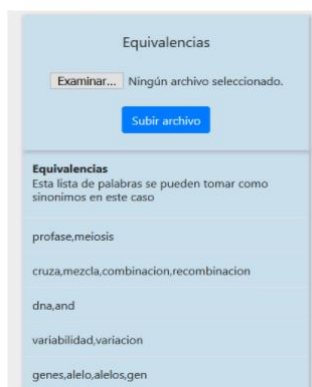 Equivalencias
Examinar... Ningún archivo seleccionado.
Subir archivo
Equivalencias
Esta lista de palabras se pueden tomar como
sinonimos en este caso
profase,meiosis
cruza,mezcla,combinacion,recombinacion
dna,and
variabilidad,variacion
genes,alelo,alelos,gen